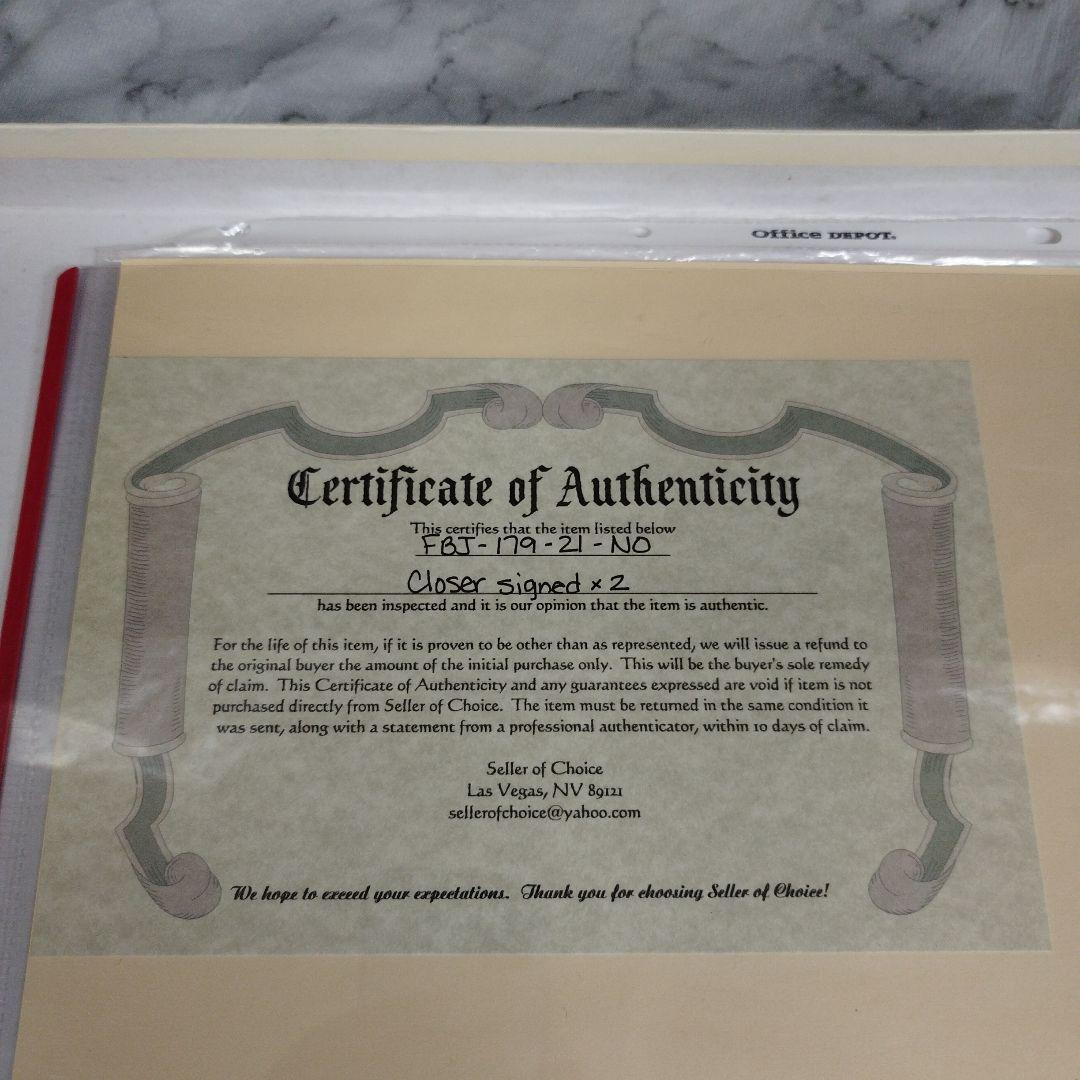 Office DEPOT.
Certificate of Authenticity
This certifies that the item listed below
FBJ-179-21-NO
Closer signed x 2
has been inspected and it is our opinion that the item is authentic.
For the life of this item, if it is proven to be other than as represented, we will issue a refund to
the original buyer the amount of the initial purchase only. This will be the buyer's sole remedy
of claim. This Certificate of Authenticity and any guarantees expressed are void if item is not
purchased directly from Seller of Choice. The item must be returned in the same condition it
was sent, along with a statement from a professional authenticator, within 10 days of claim.
Seller of Choice
Las Vegas, NV 89121
sellerofchoice@yahoo.com
We hope to exceed your expectations. Thank you for choosing Seller of Choice!